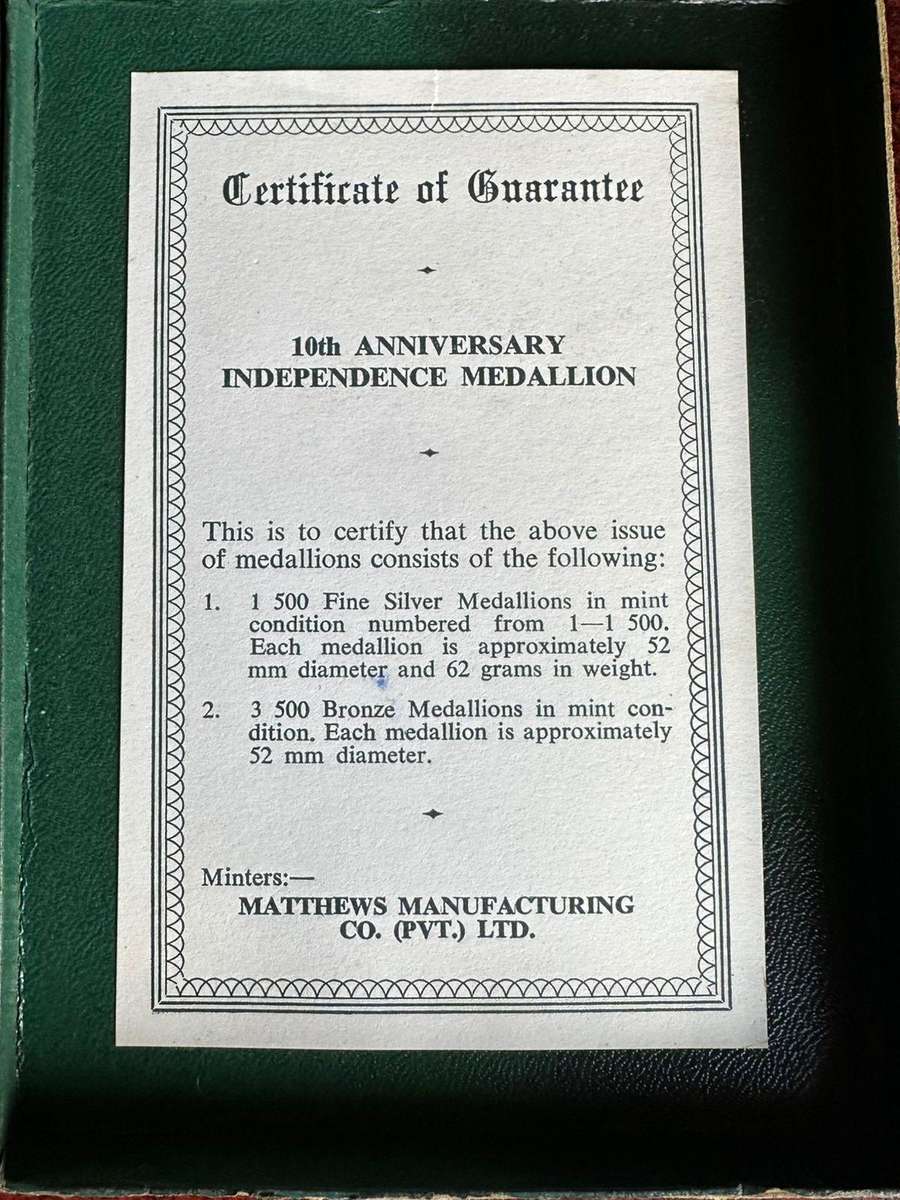 Certificate of Guarantee
10th ANNIVERSARY
INDEPENDENCE MEDALLION
This is to certify that the above issue
of medallions consists of the following:
1. 1 500 Fine Silver Medallions in mint
condition numbered from 1—1 500.
Each medallion is approximately 52
mm diameter and 62 grams in weight.
2. 3 500 Bronze Medallions in mint con-
dition. Each medallion is approximately
52 mm diameter.
Minters:—
MATTHEWS MANUFACTURING
CO. (PVT.) LTD.